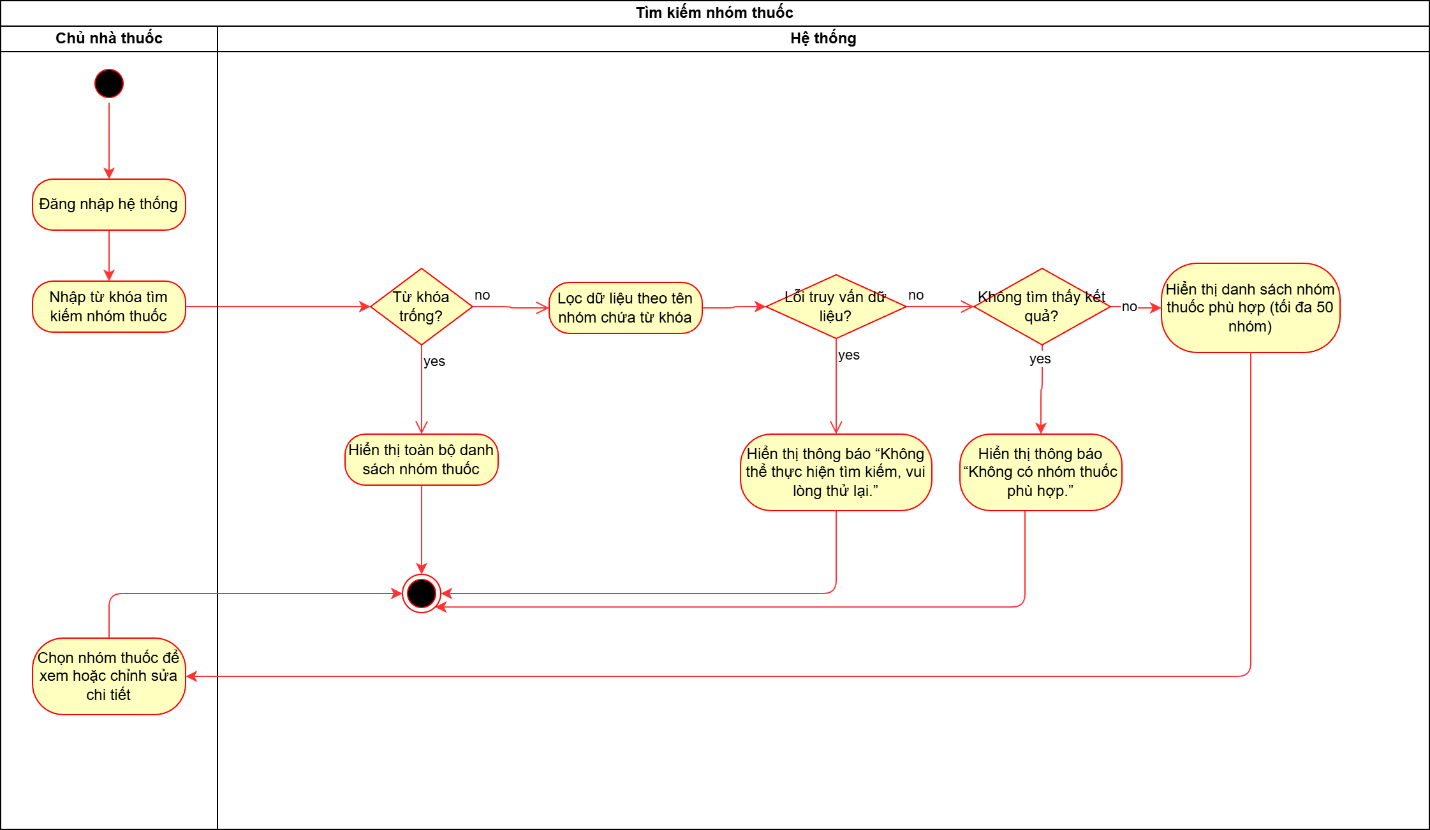 Tìm kiếm nhóm thuốc
Chủ nhà thuốc
Hệ thống
Đăng nhập hệ thống
Nhập từ khóa tìm
kiếm nhóm thuốc
Từ khóa
trống?
no
yes
Lọc dữ liệu theo tên
nhóm chứa từ khóa
Lỗi truy vấn dữ
liệu?
no
yes
Không tìm thấy kết
quả?
no
yes
Hiển thị danh sách nhóm
thuốc phù hợp (tối đa 50
nhóm)
Hiển thị toàn bộ danh
sách nhóm thuốc
Hiển thị thông báo “Không
thể thực hiện tìm kiếm, vui
lòng thử lại.”
Hiển thị thông báo
“Không có nhóm thuốc
phù hợp.”
Chọn nhóm thuốc để
xem hoặc chỉnh sửa
chi tiết